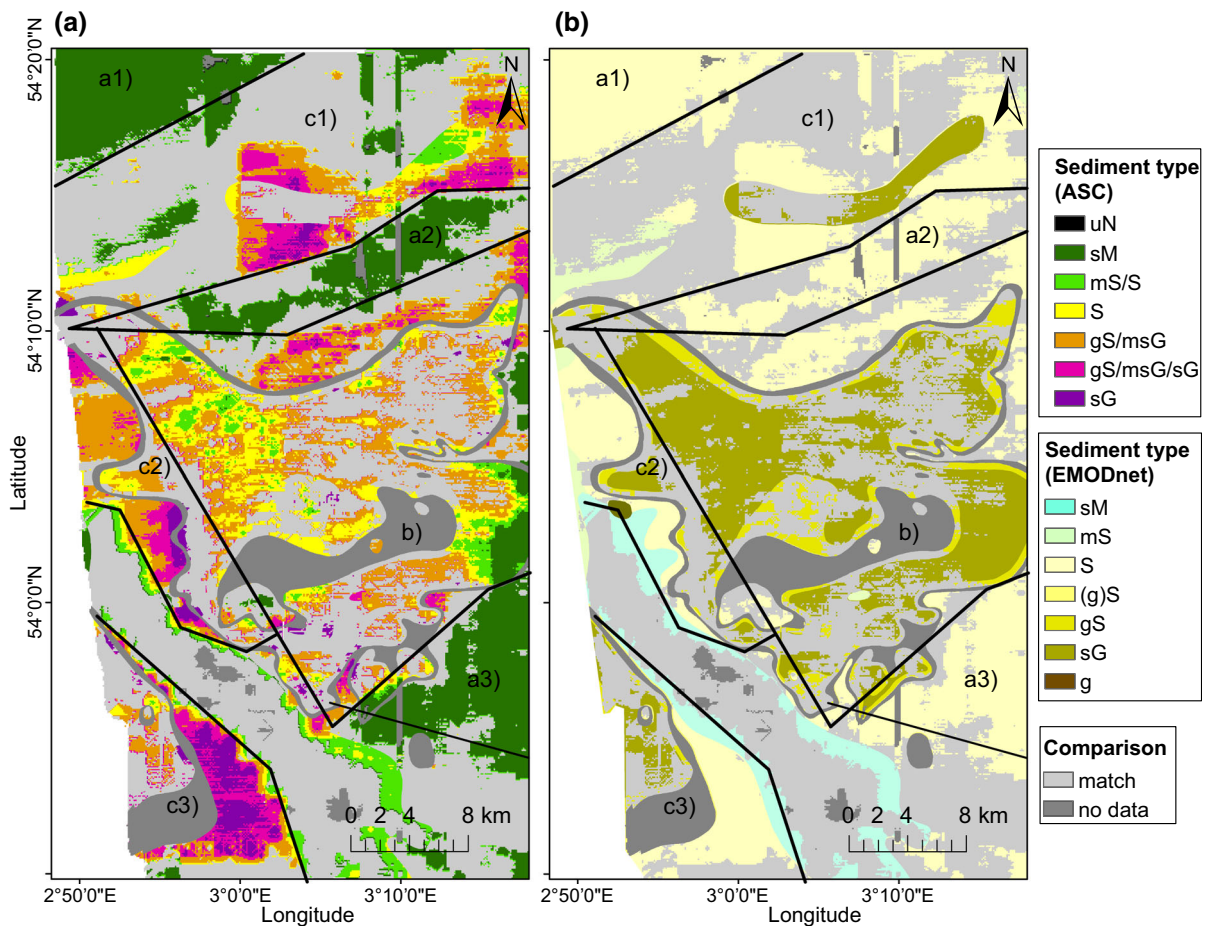 (a)
54°20'0"N
54°10'0"N
54°0'0"N
Latitude
a1)
c1)
N
a2)
c2)
b)
a3)
c3)
0 2 4 8 km
2°50'0"E 3°0'0"E 3°10'0"E
Longitude
(b)
a1)
c1)
N
a2)
c2)
b)
a3)
c3)
0 2 4 8 km
2°50'0"E 3°0'0"E 3°10'0"E
Longitude
Sediment type
(ASC)
uN
sM
mS/S
S
gS/msG
gS/msG/sG
sG
Sediment type
(EMODnet)
sM
mS
S
(g)S
gS
sG
g
Comparison
match
no data